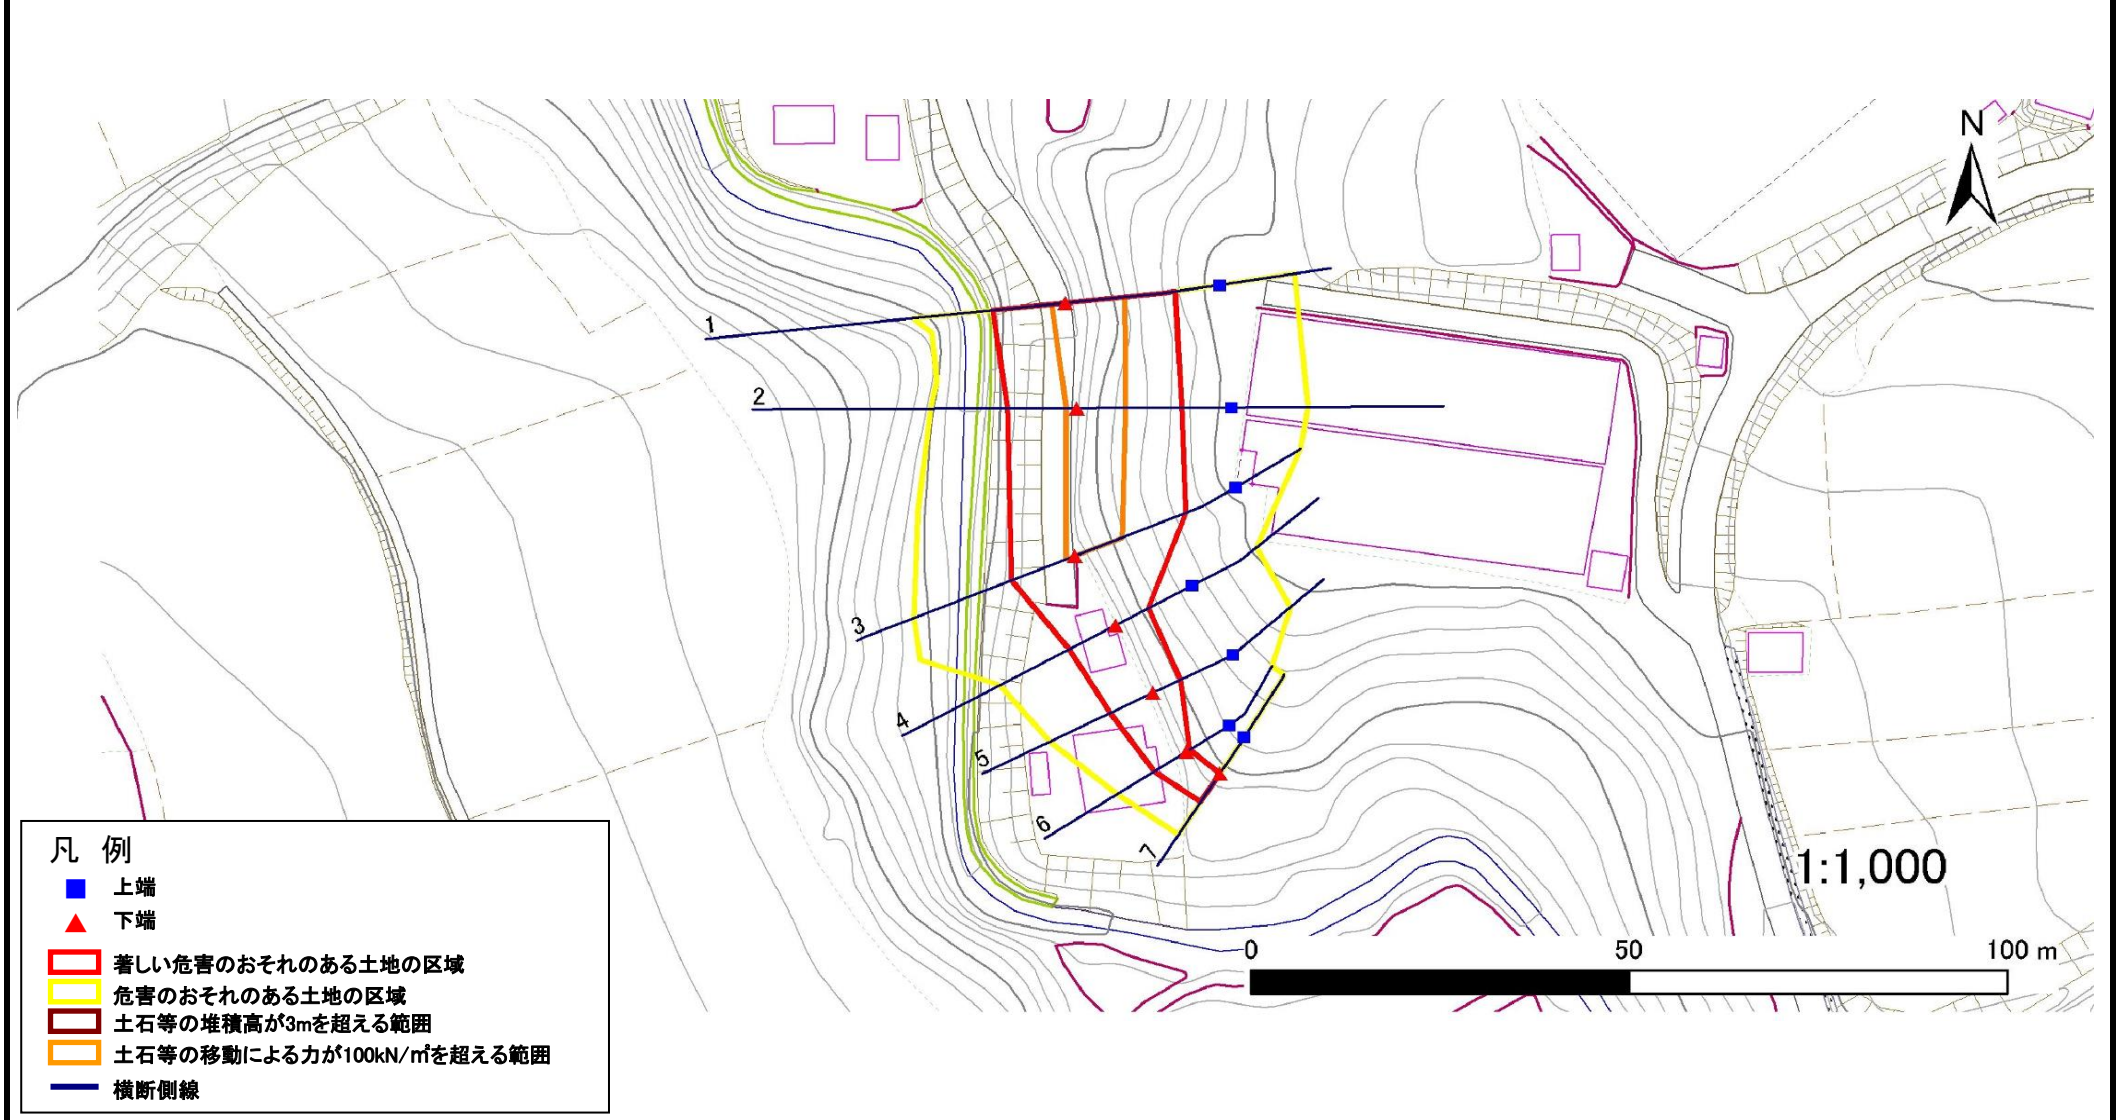 N
1
2
3
4
5
6
7
1:1,000
0 50 100 m
凡 例
上端
下端
著しい危害のおそれのある土地の区域
危害のおそれのある土地の区域
土石等の堆積高が3mを超える範囲
土石等の移動による力が100kN/㎡を超える範囲
横断側線